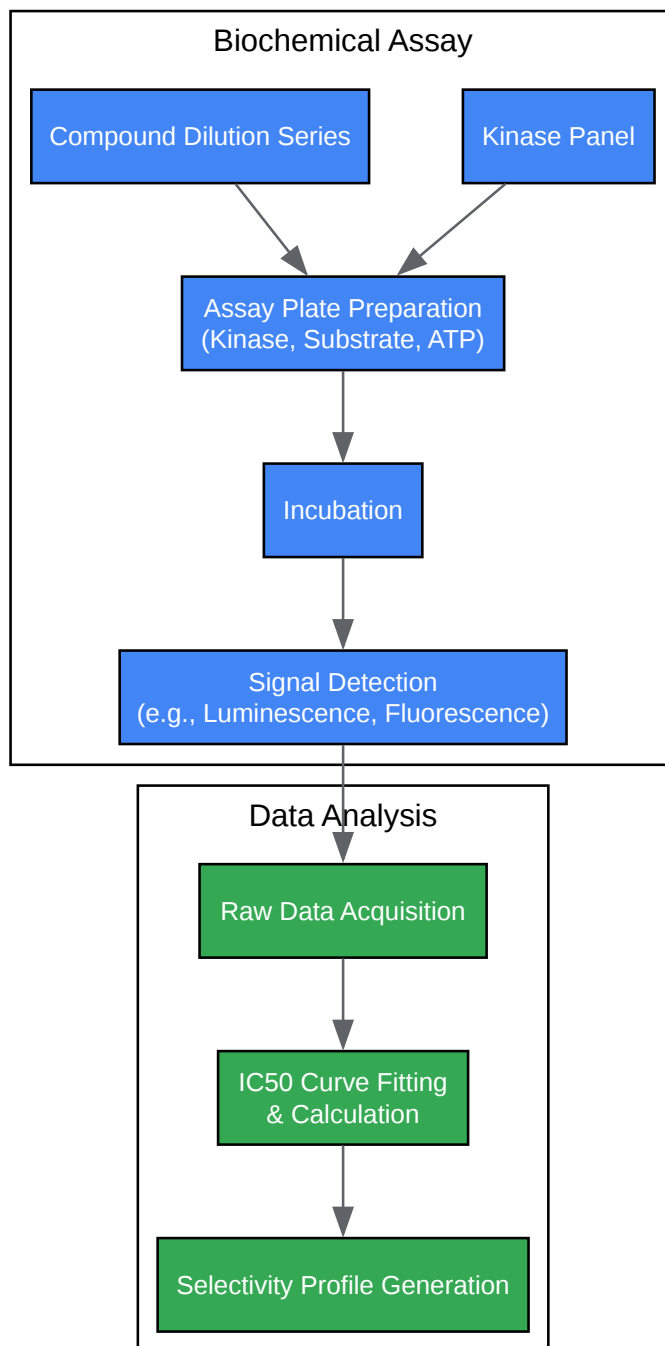 Biochemical Assay
Compound Dilution Series
Kinase Panel
Assay Plate Preparation
(Kinase, Substrate, ATP)
Incubation
Signal Detection
(e.g., Luminescence, Fluorescence)
Data Analysis
Raw Data Acquisition
IC50 Curve Fitting
& Calculation
Selectivity Profile Generation